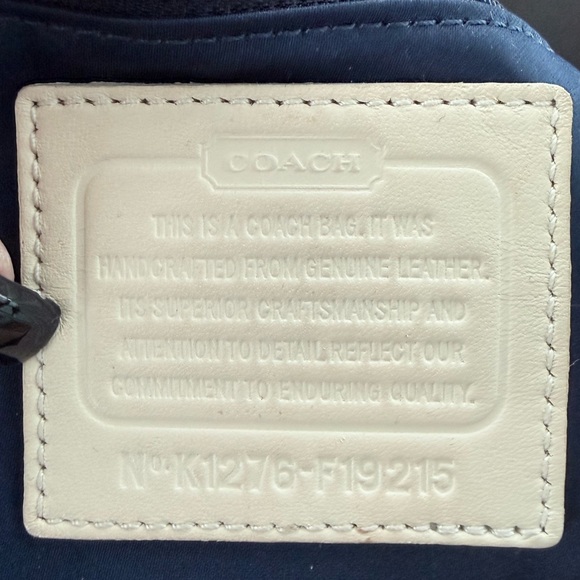 COACH
THIS IS A COACH BAG. IT WAS
HANDCRAFTED FROM GENUINE LEATHER.
ITS SUPERIOR CRAFTSMANSHIP AND
ATTENTION TO DETAIL REFLECT OUR
COMMITMENT TO ENDURING QUALITY.
No. K1276-F19215